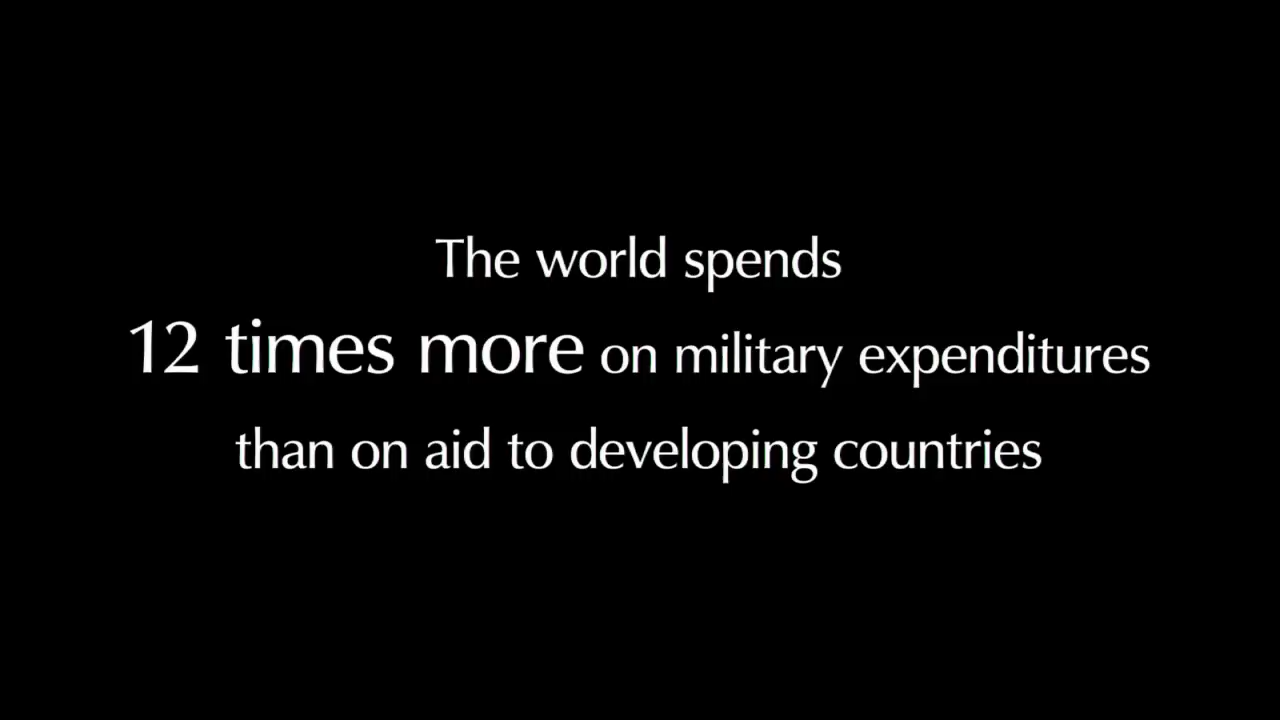 The world spends
12 times more on military expenditures
than on aid to developing countries